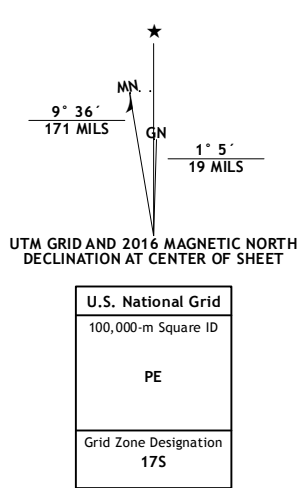 ★
MN
9° 36´
171 MILS
GN
1° 5´
19 MILS
UTM GRID AND 2016 MAGNETIC NORTH
DECLINATION AT CENTER OF SHEET
U.S. National Grid
100,000-m Square ID
PE
Grid Zone Designation
17S